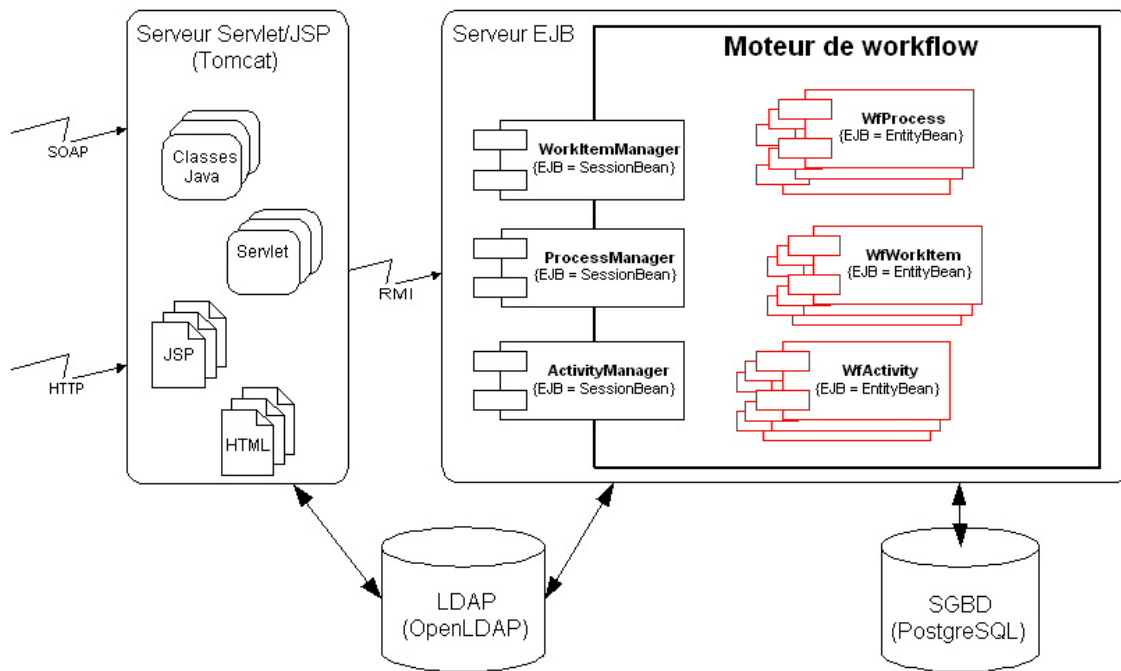 Serveur Servlet/JSP
(Tomcat)
SOAP
Classes
Java
Servlet
JSP
HTTP
HTML
RMI
Serveur EJB
Moteur de workflow
WorkItemManager
{EJB = SessionBean}
ProcessManager
{EJB = SessionBean}
ActivityManager
{EJB = SessionBean}
WfProcess
{EJB = EntityBean}
WfWorkItem
{EJB = EntityBean}
WfActivity
{EJB = EntityBean}
LDAP
(OpenLDAP)
SGBD
(PostgreSQL)